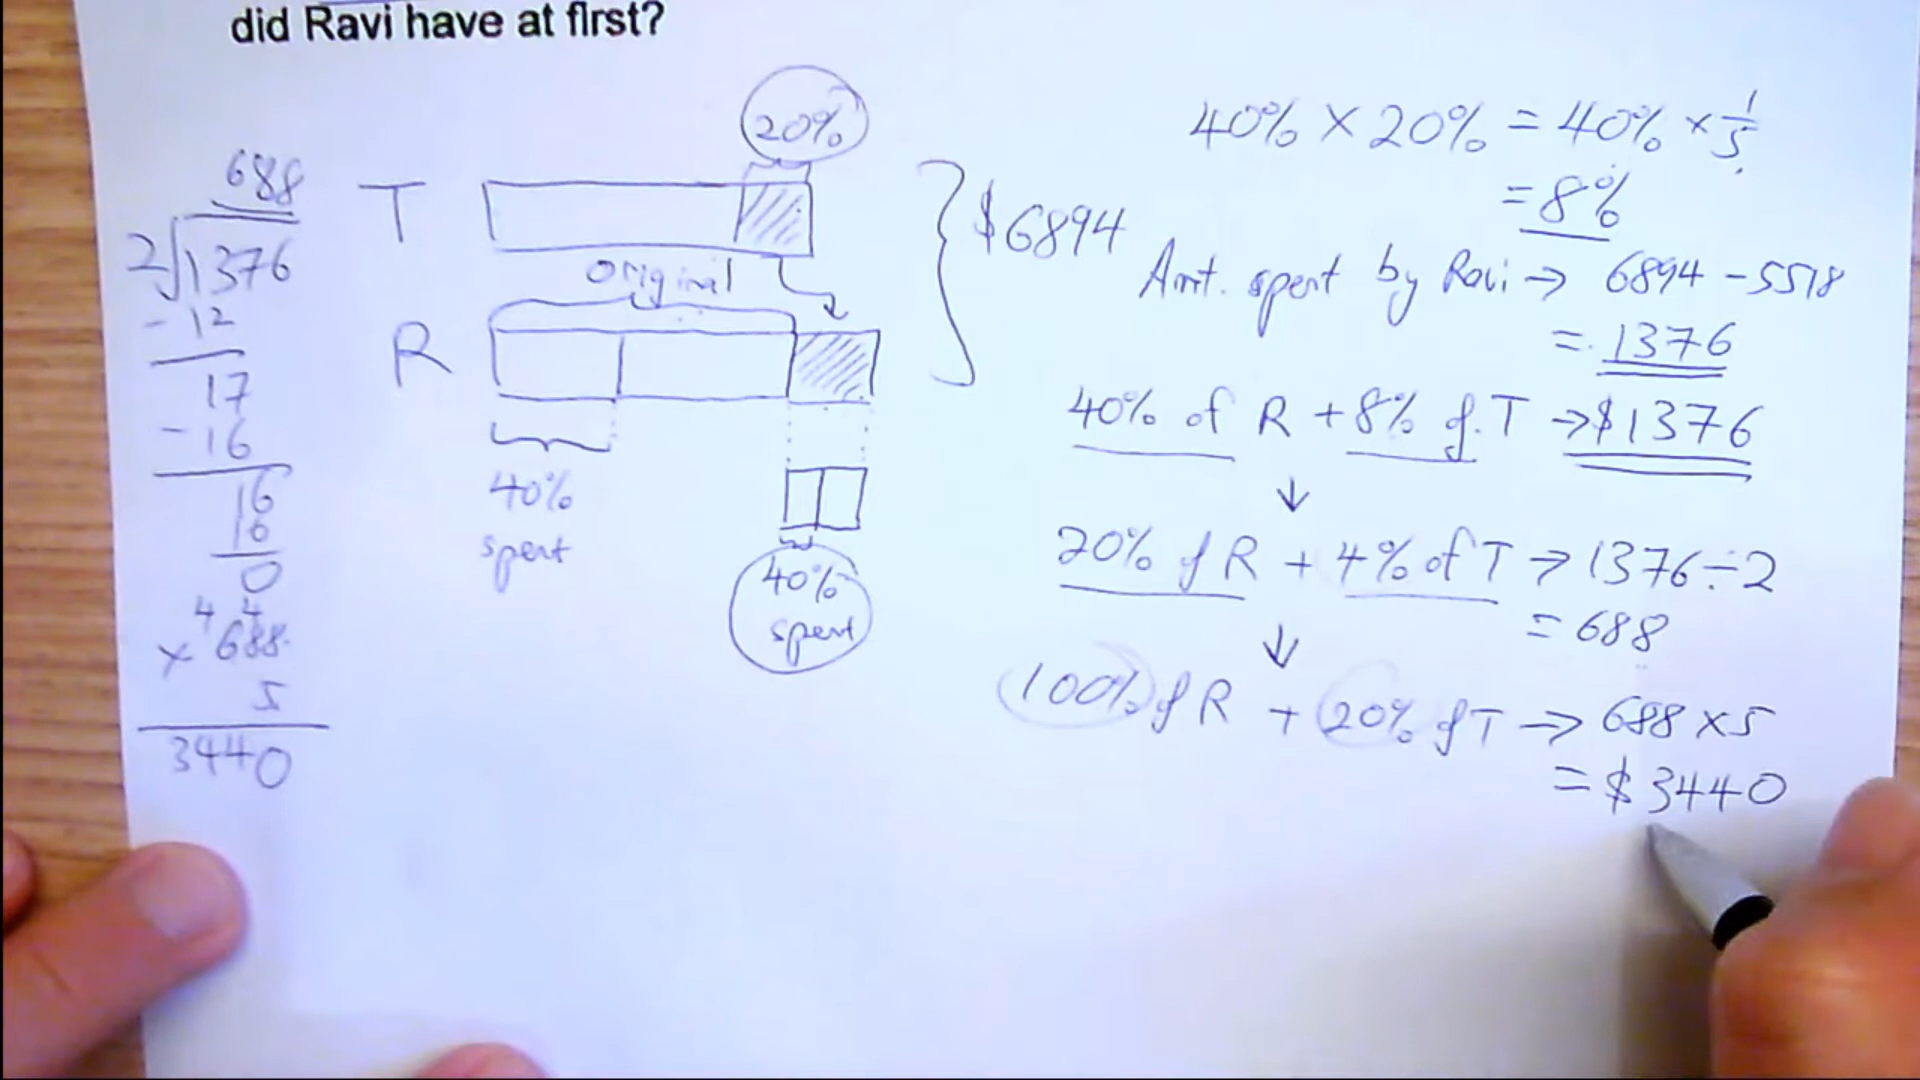 did Ravi have at first?
20%
T
$6894
original
R
40%
spent
40%
spent
688
2 1376
- 12
17
- 16
16
16
0
4 4
× 688
5
3440
40% × 20% = 40% × 1/5
= 8%
Amt. spent by Ravi → 6894 - 5518
= 1376
40% of R + 8% of T → $1376
↓
20% of R + 4% of T → 1376 ÷ 2
= 688
↓
100% of R + 20% of T → 688 × 5
= $3440